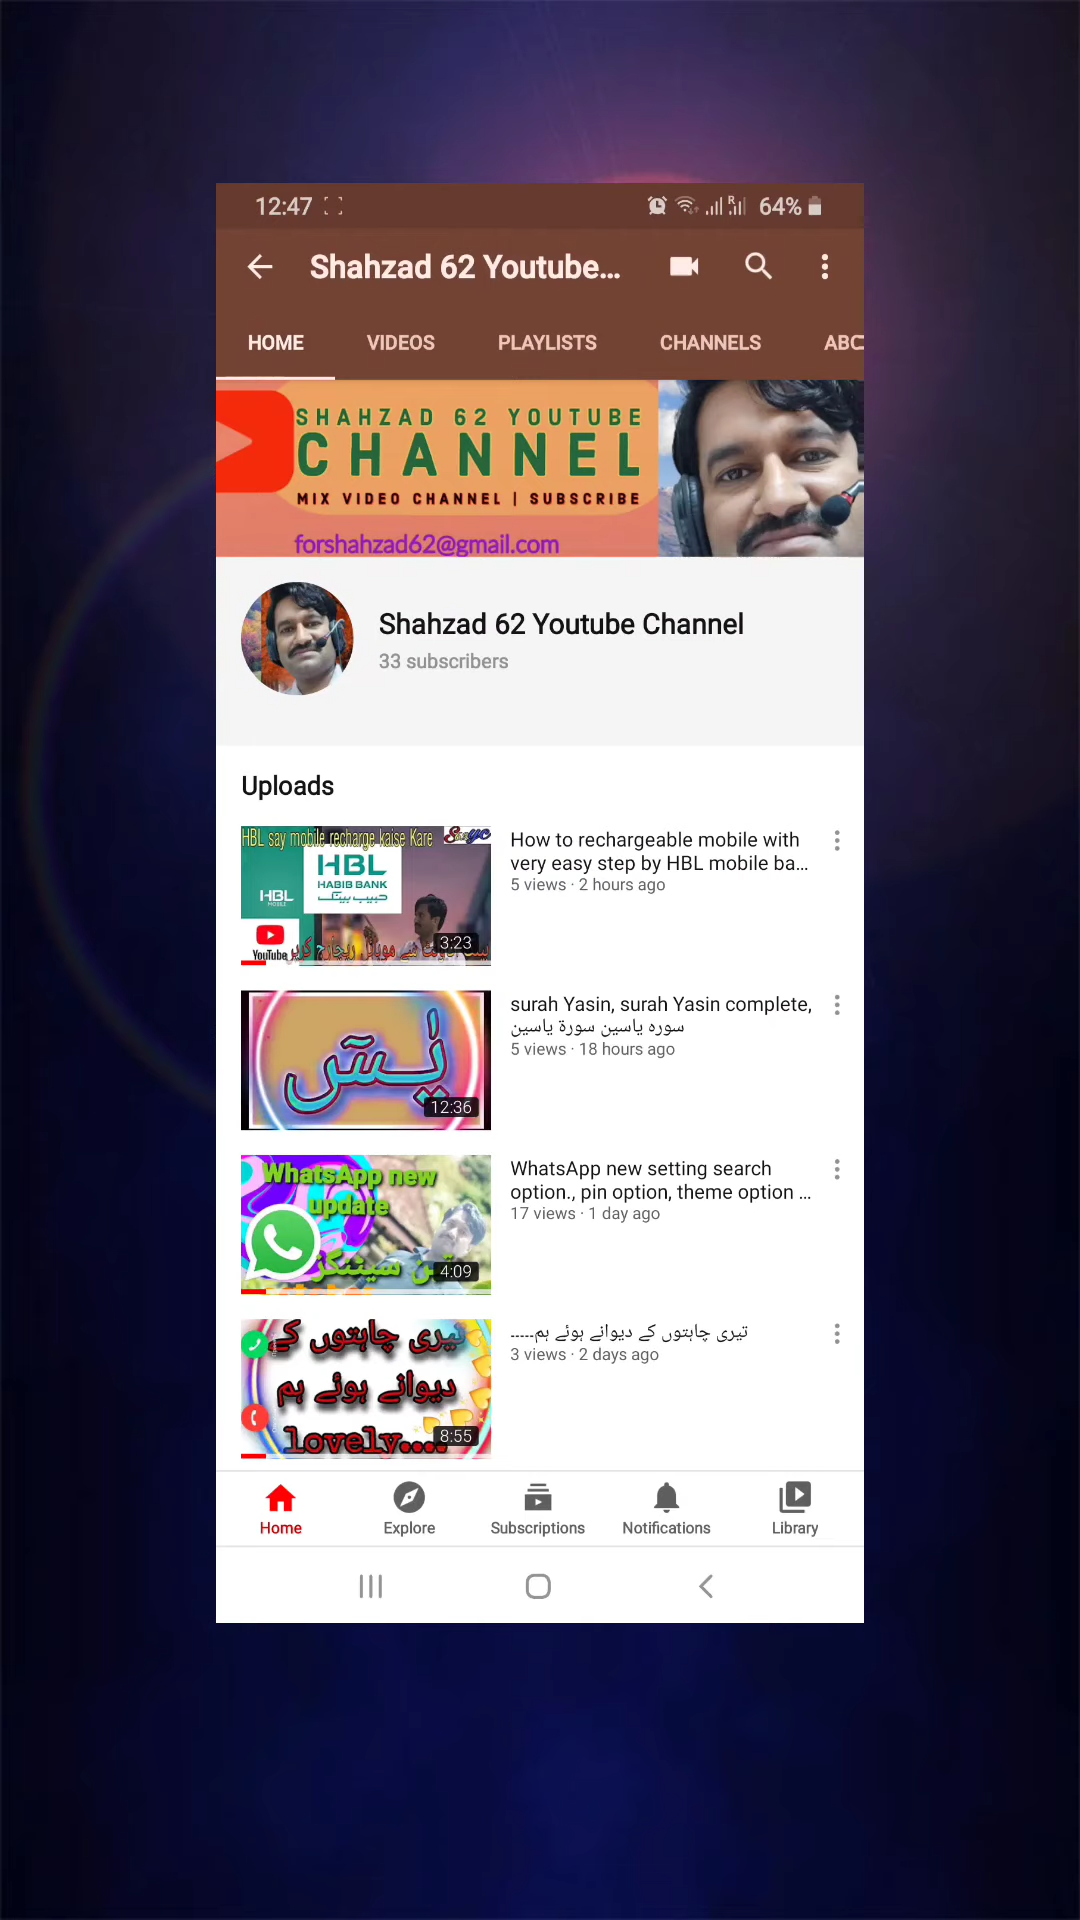 12:47
R
64%
Shahzad 62 Youtube...
HOME VIDEOS PLAYLISTS CHANNELS ABC
SHAHZAD 62 YOUTUBE
CHANNEL
MIX VIDEO CHANNEL | SUBSCRIBE
forshahzad62@gmail.com
Shahzad 62 Youtube Channel
33 subscribers
Uploads
HBL say mobile recharge kaise Kare
HBL
HABIB BANK
حبیب بینک
HBL
MOBILE
YouTube
3:23
How to rechargeable mobile with
very easy step by HBL mobile ba...
5 views · 2 hours ago
یٰسٓ
12:36
surah Yasin, surah Yasin complete,
سوره یاسین سورة یاسین
5 views · 18 hours ago
WhatsApp new
update
سیٹنگز
4:09
WhatsApp new setting search
option., pin option, theme option ...
17 views · 1 day ago
تیری چاہتوں کے
دیوانے ہوئے ہم
lovely....
8:55
تیری چاہتوں کے دیوانے ہوئے ہم-----
3 views · 2 days ago
Home Explore Subscriptions Notifications Library